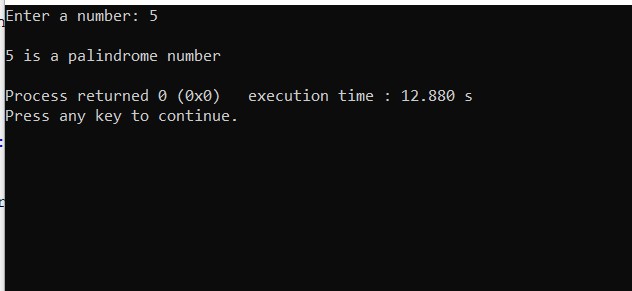 Enter a number: 5
5 is a palindrome number
Process returned 0 (0x0)   execution time : 12.880 s
Press any key to continue.